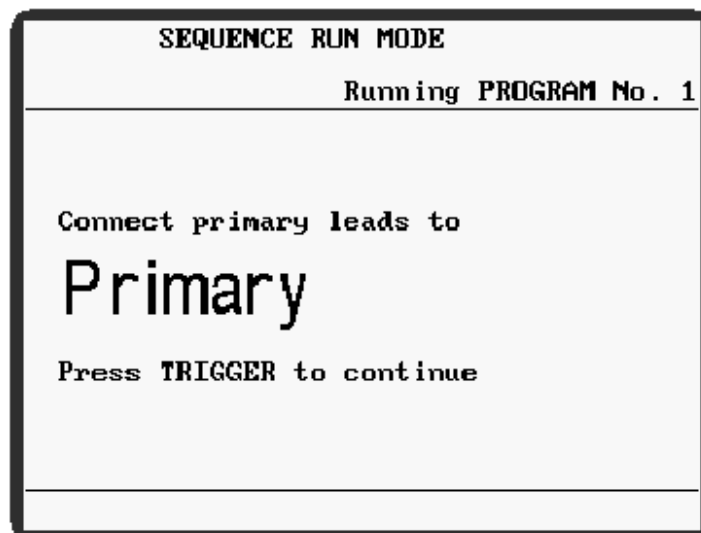 SEQUENCE RUN MODE
Running PROGRAM No. 1
Connect primary leads to
Primary
Press TRIGGER to continue